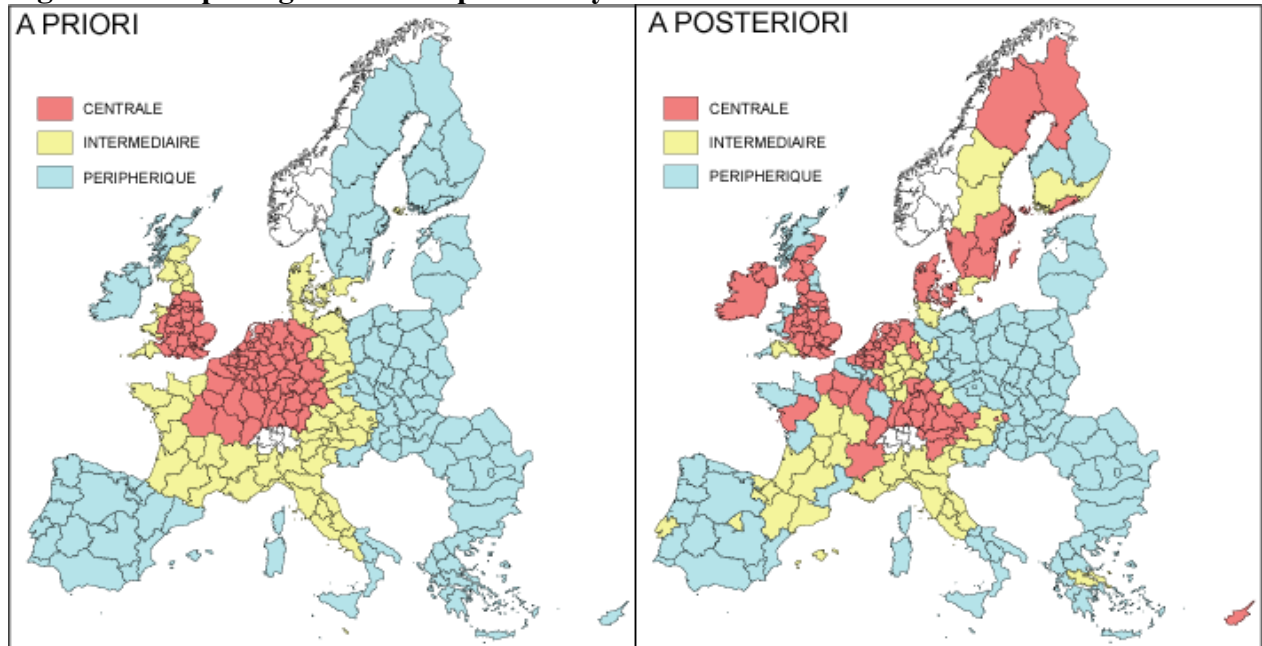 A PRIORI
CENTRALE
INTERMEDIAIRE
PERIPHERIQUE
A POSTERIORI
CENTRALE
INTERMEDIAIRE
PERIPHERIQUE